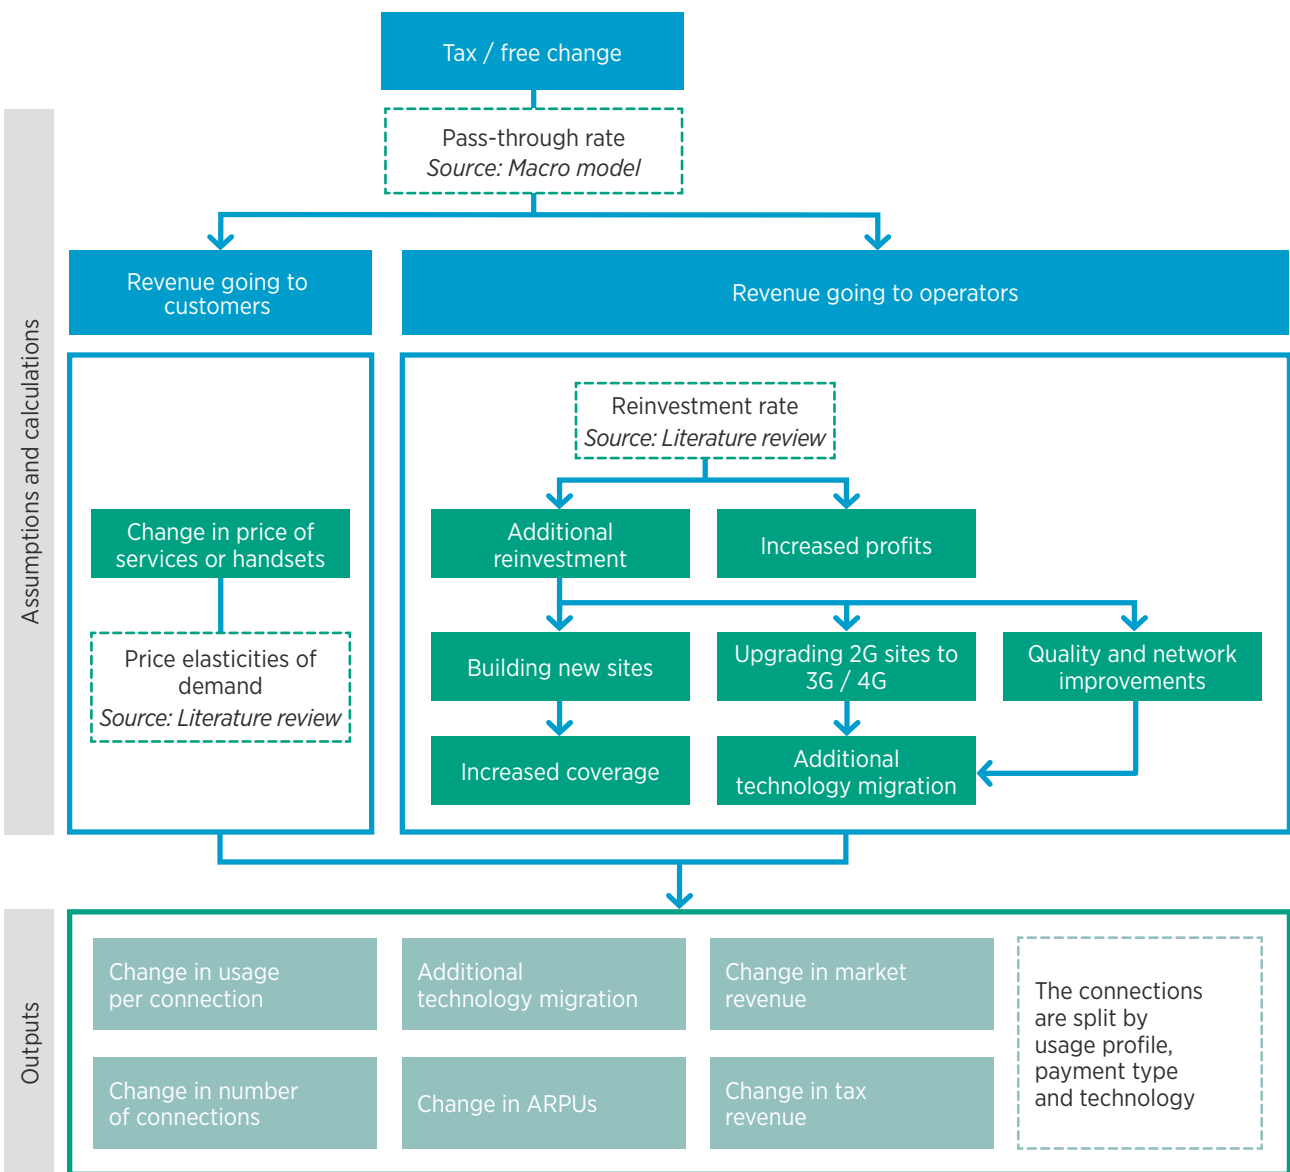 Tax / free change
Pass-through rate
Source: Macro model
Revenue going to
customers
Revenue going to operators
Assumptions and calculations
Reinvestment rate
Source: Literature review
Change in price of
services or handsets
Additional
reinvestment
Increased profits
Price elasticities of
demand
Source: Literature review
Building new sites
Upgrading 2G sites to
3G / 4G
Quality and network
improvements
Increased coverage
Additional
technology migration
Outputs
Change in usage
per connection
Additional
technology migration
Change in market
revenue
The connections
are split by
usage profile,
payment type
and technology
Change in number
of connections
Change in ARPUs
Change in tax
revenue